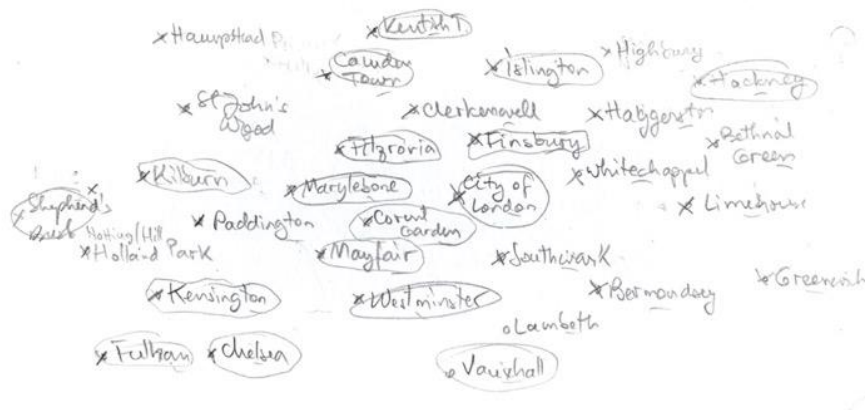 Kentish T.
Hampstead
Camden
Town
Islington
Highbury
Hackney
St John's
Wood
Clerkenwell
Haggerston
Fitzrovia
Finsbury
Bethnal
Green
Kilburn
Marylebone
City of
London
Whitechappel
Limehouse
Shepherd's
Bush
Notting Hill
Holland Park
Paddington
Covent
Garden
Mayfair
Southwark
Kensington
Westminster
Bermondsey
Greenwich
Lambeth
Fulham
Chelsea
Vauxhall